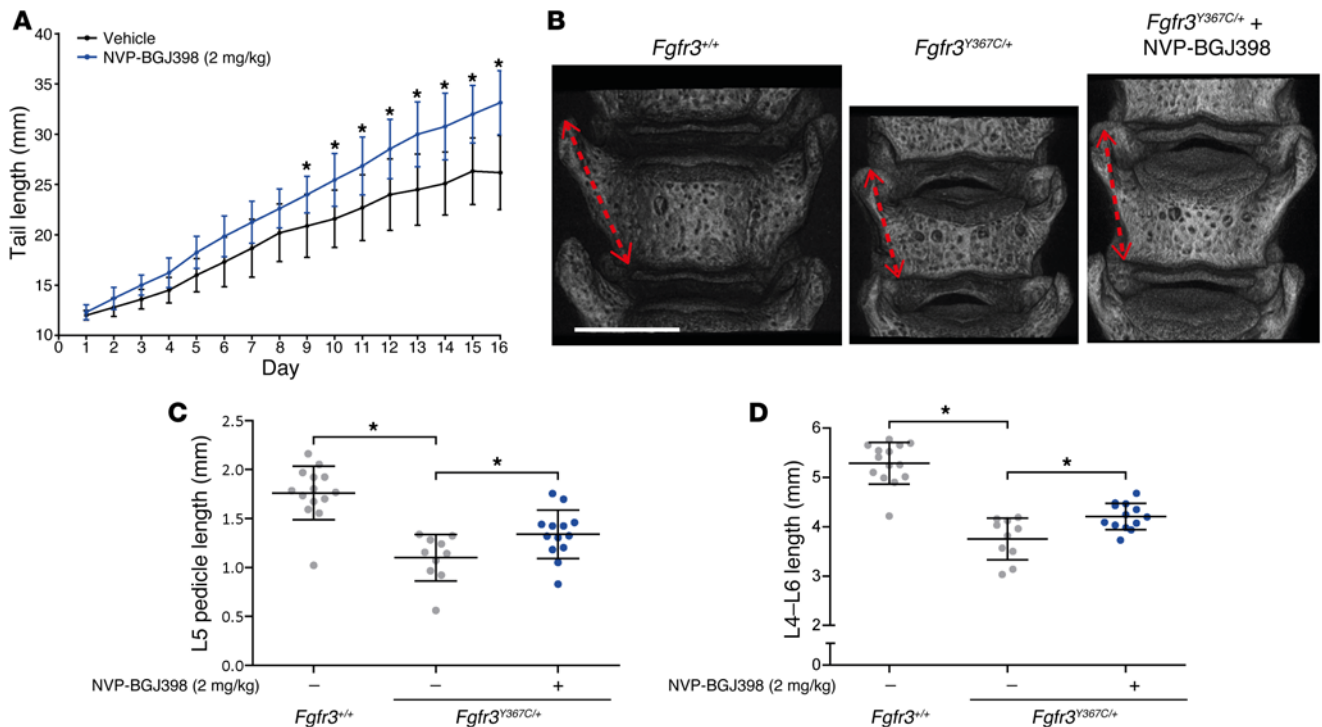 A
Tail length (mm)
40
35
30
25
20
15
10
Vehicle
NVP-BGJ398 (2 mg/kg)
* * * * * * * *
0 1 2 3 4 5 6 7 8 9 10 11 12 13 14 15 16
Day
B
Fgfr3+/+
Fgfr3Y367C/+
Fgfr3Y367C/+ +
NVP-BGJ398
C
L5 pedicle length (mm)
2.5
2.0
1.5
1.0
0.5
0.0
*
*
NVP-BGJ398 (2 mg/kg) – – +
Fgfr3+/+ Fgfr3Y367C/+
D
L4–L6 length (mm)
6
5
4
3
2
0
*
*
NVP-BGJ398 (2 mg/kg) – – +
Fgfr3+/+ Fgfr3Y367C/+